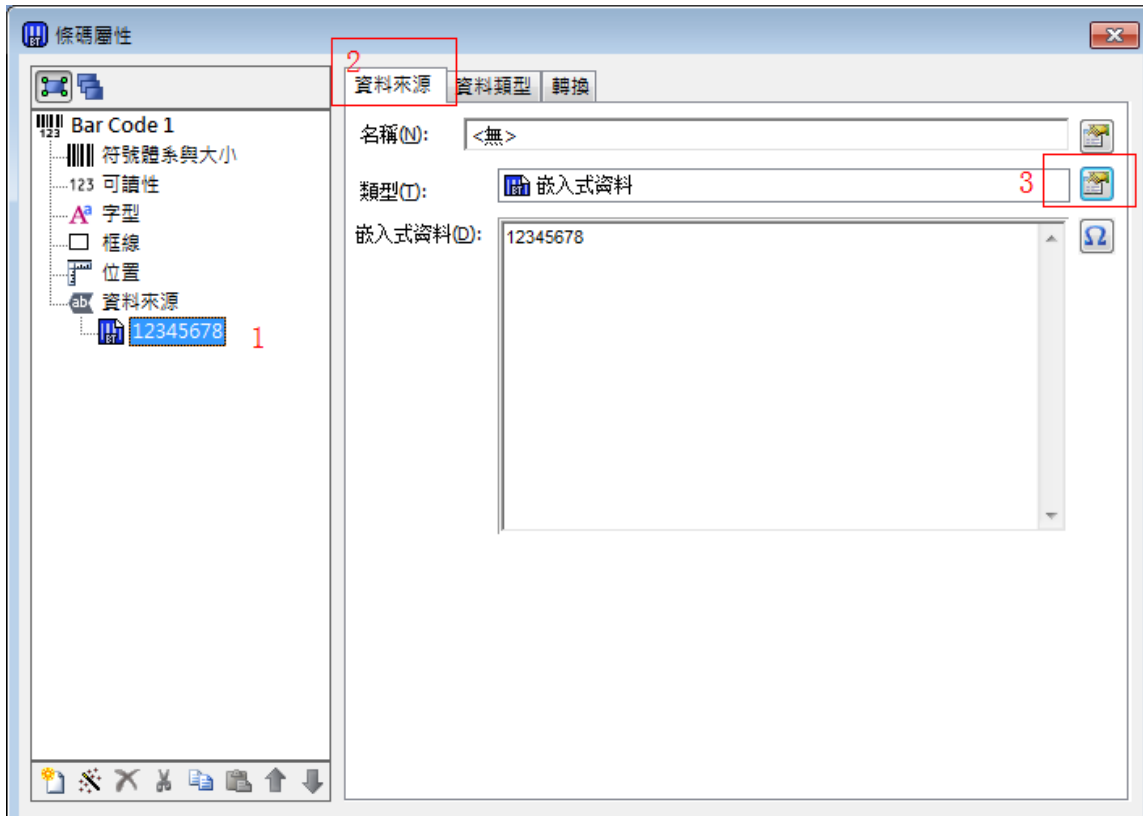 條碼屬性
2
資料來源 資料類型 轉換
Bar Code 1
符號體系與大小
123 可讀性
字型
框線
位置
資料來源
12345678
1
名稱(N): <無>
類型(T): 嵌入式資料 3
嵌入式資料(D): 12345678
Ω